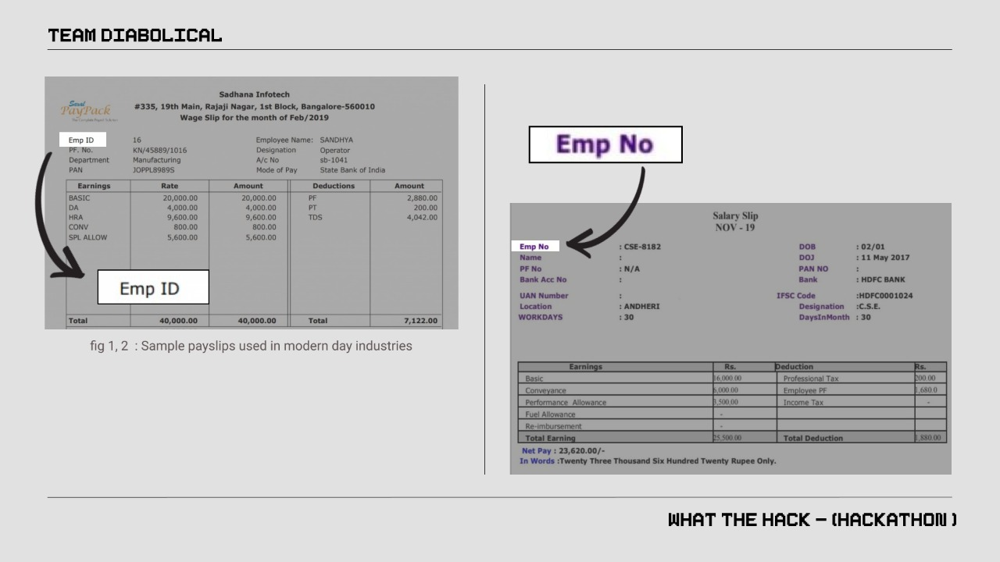 TEAM DIABOLICAL
Saral
PayPack
Sadhana Infotech
#335, 19th Main, Rajaji Nagar, 1st Block, Bangalore-560010
Wage Slip for the month of Feb/2019
Emp ID 16 Employee Name: SANDHYA
PF. No. KN/45889/1016 Designation Operator
Department Manufacturing A/c No sb-1041
PAN JOPPL8989S Mode of Pay State Bank of India
Earnings Rate Amount Deductions Amount
BASIC 20,000.00 20,000.00 PF 2,880.00
DA 4,000.00 4,000.00 PT 200.00
HRA 9,600.00 9,600.00 TDS 4,042.00
CONV 800.00 800.00
SPL ALLOW 5,600.00 5,600.00
Emp ID
Total 40,000.00 40,000.00 Total 7,122.00
fig 1, 2 : Sample payslips used in modern day industries
Emp No
Salary Slip
NOV - 19
Emp No : CSE-8182 DOB : 02/01
Name : DOJ : 11 May 2017
PF No : N/A PAN NO :
Bank Acc No : Bank : HDFC BANK
UAN Number : IFSC Code :HDFC0001024
Location : ANDHERI Designation :C.S.E.
WORKDAYS : 30 DaysInMonth : 30
Earnings Rs. Deduction Rs.
Basic 16,000.00 Professional Tax 200.00
Conveyance 6,000.00 Employee PF 1,680.0
Performance Allowance 3,500.00 Income Tax -
Fuel Allowance -
Re-imbursement -
Total Earning 25,500.00 Total Deduction 1,880.00
Net Pay : 23,620.00/-
In Words :Twenty Three Thousand Six Hundred Twenty Rupee Only.
WHAT THE HACK – (HACKATHON )